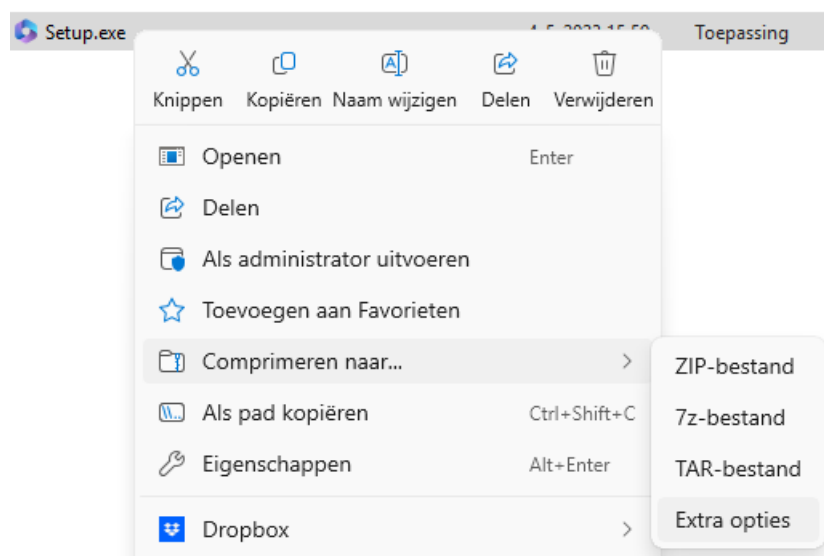 Setup.exe Toepassing
Knippen Kopiëren Naam wijzigen Delen Verwijderen
Openen Enter
Delen
Als administrator uitvoeren
Toevoegen aan Favorieten
Comprimeren naar...
ZIP-bestand
Als pad kopiëren Ctrl+Shift+C
7z-bestand
Eigenschappen Alt+Enter
TAR-bestand
Extra opties
Dropbox